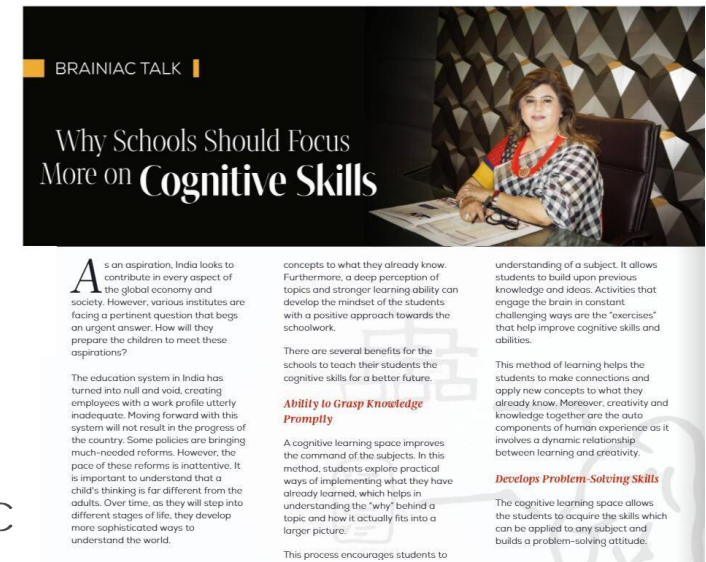 BRAINIAC TALK
Why Schools Should Focus
More on Cognitive Skills
As an aspiration, India looks to
contribute in every aspect of
the global economy and
society. However, various institutes are
facing a pertinent question that begs
an urgent answer. How will they
prepare the children to meet these
aspirations?
The education system in India has
turned into null and void, creating
employees with a work profile utterly
inadequate. Moving forward with this
system will not result in the progress of
the country. Some policies are bringing
much-needed reforms. However, the
pace of these reforms is inattentive. It
is important to understand that a
child's thinking is far different from the
adults. Over time, as they will step into
different stages of life, they develop
more sophisticated ways to
understand the world.
concepts to what they already know.
Furthermore, a deep perception of
topics and stronger learning ability can
develop the mindset of the students
with a positive approach towards the
schoolwork.
There are several benefits for the
schools to teach their students the
cognitive skills for a better future.
Ability to Grasp Knowledge
Promptly
A cognitive learning space improves
the command of the subjects. In this
method, students explore practical
ways of implementing what they have
already learned, which helps in
understanding the "why" behind a
topic and how it actually fits into a
larger picture.
This process encourages students to
understanding of a subject. It allows
students to build upon previous
knowledge and ideas. Activities that
engage the brain in constant
challenging ways are the "exercises"
that help improve cognitive skills and
abilities.
This method of learning helps the
students to make connections and
apply new concepts to what they
already know. Moreover, creativity and
knowledge together are the auto
components of human experience as it
involves a dynamic relationship
between learning and creativity.
Develops Problem-Solving Skills
The cognitive learning space allows
the students to acquire the skills which
can be applied to any subject and
builds a problem-solving attitude.